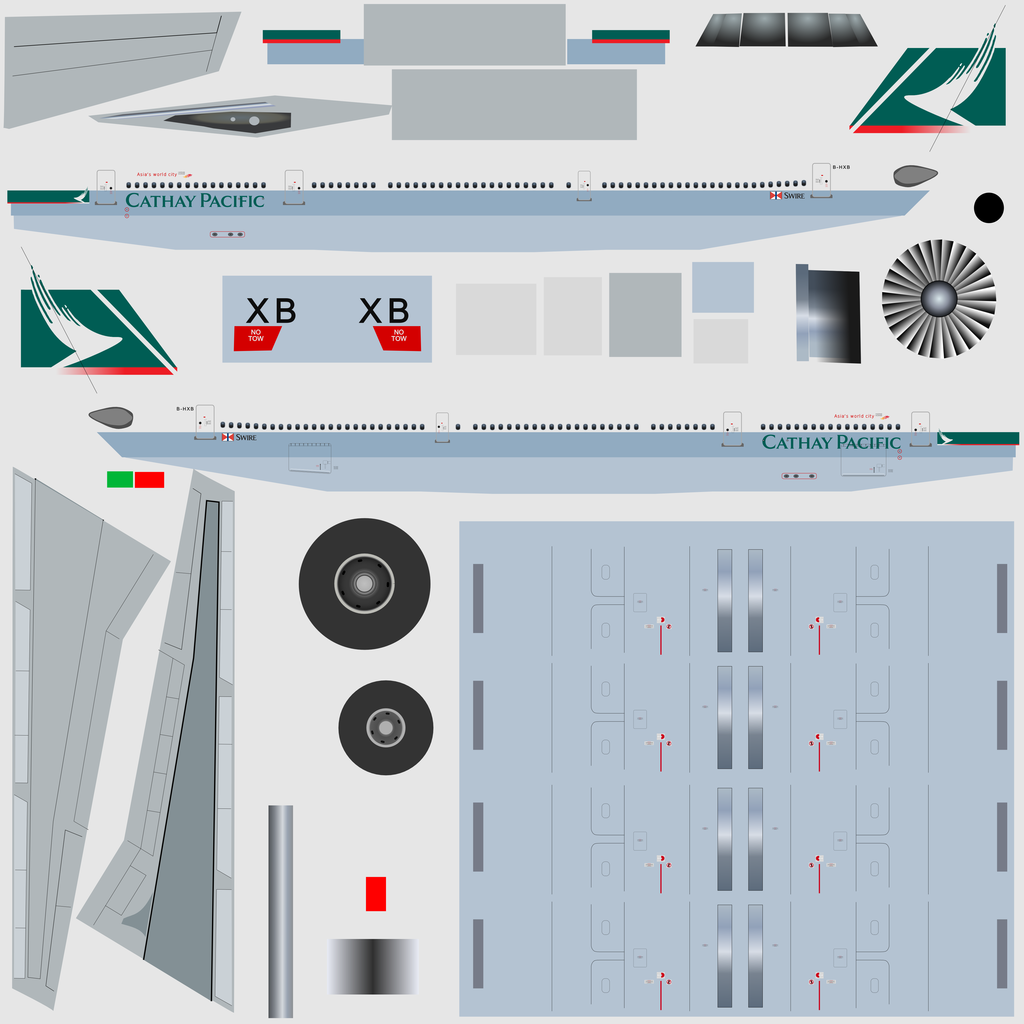 Asia's world city
B-HXB
CATHAY PACIFIC
SWIRE
XB XB
NO TOW
NO TOW
B-HXB
Asia's world city
SWIRE
CATHAY PACIFIC